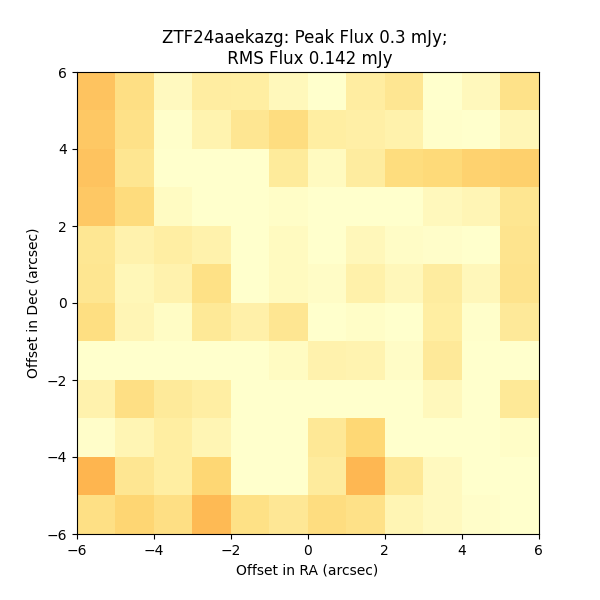 ZTF24aaekazg: Peak Flux 0.3 mJy;
RMS Flux 0.142 mJy
6
4
2
0
−2
−4
−6
Offset in Dec (arcsec)
−6 −4 −2 0 2 4 6
Offset in RA (arcsec)